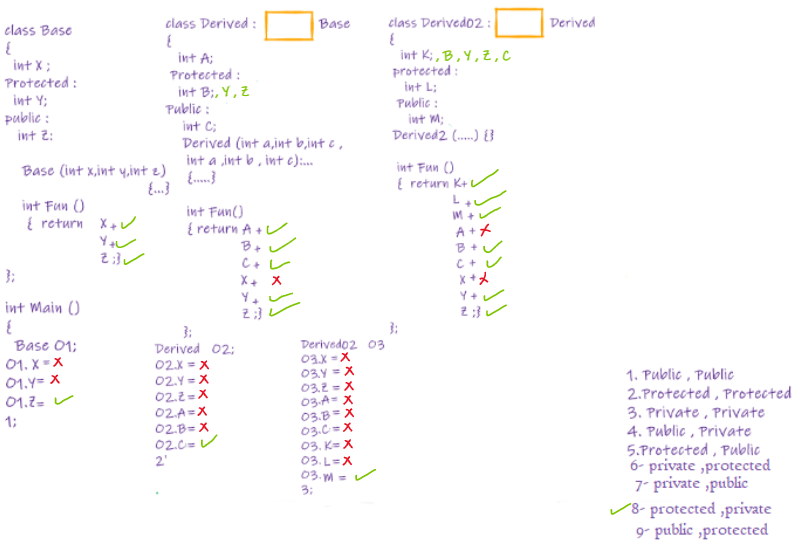 class Base
{
int X ;
Protected :
int Y;
public :
int Z:
Base (int x,int y,int z)
{...}
int Fun ()
{ return X+
Y+
Z ;}
};
int Main ()
{
Base O1;
O1. X =
O1.Y=
O1.Z=
1;
class Derived : Base
{
int A;
Protected :
int B;, Y, Z
Public :
int C;
Derived (int a,int b,int c ,
int a ,int b , int c):...
{.....}
int Fun()
{ return A +
B +
C +
X +
Y +
Z ;}
};
Derived O2;
O2.X =
O2.Y =
O2.Z =
O2.A=
O2.B=
O2.C=
2'
class Derived02 : Derived
{
int K;, B, Y, Z, C
protected :
int L;
Public :
int M;
Derived2 (.....) {}
int Fun ()
{ return K+
L +
M +
A +
B +
C +
X +
Y +
Z ;}
};
Derived02 O3
O3.X =
O3.Y =
O3.Z =
O3.A=
O3.B=
O3.C=
O3. K=
O3. L=
O3.M =
3;
1. Public , Public
2.Protected , Protected
3. Private , Private
4. Public , Private
5.Protected , Public
6- private ,protected
7- private ,public
8- protected ,private
9- public ,protected